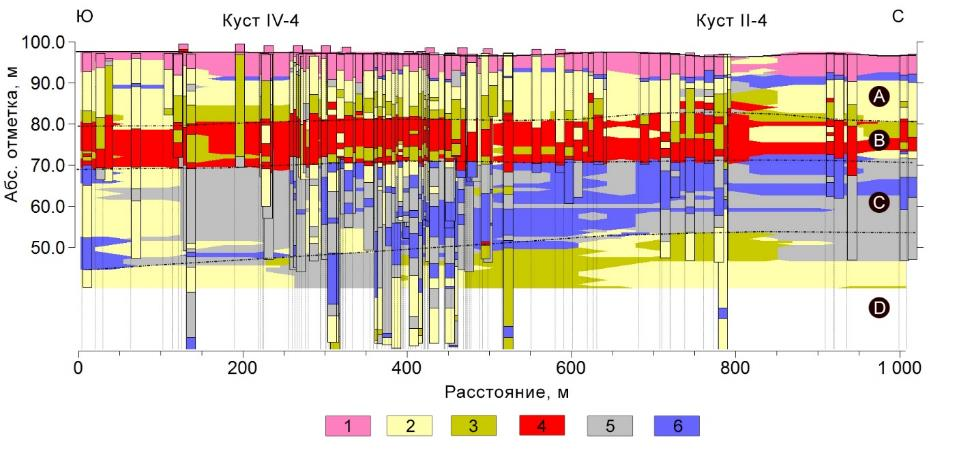 Ю Куст IV-4 Куст II-4 С
100.0
90.0
80.0
70.0
60.0
50.0
Абс. отметка, м
A
B
C
D
0 200 400 600 800 1 000
Расстояние, м
1 2 3 4 5 6